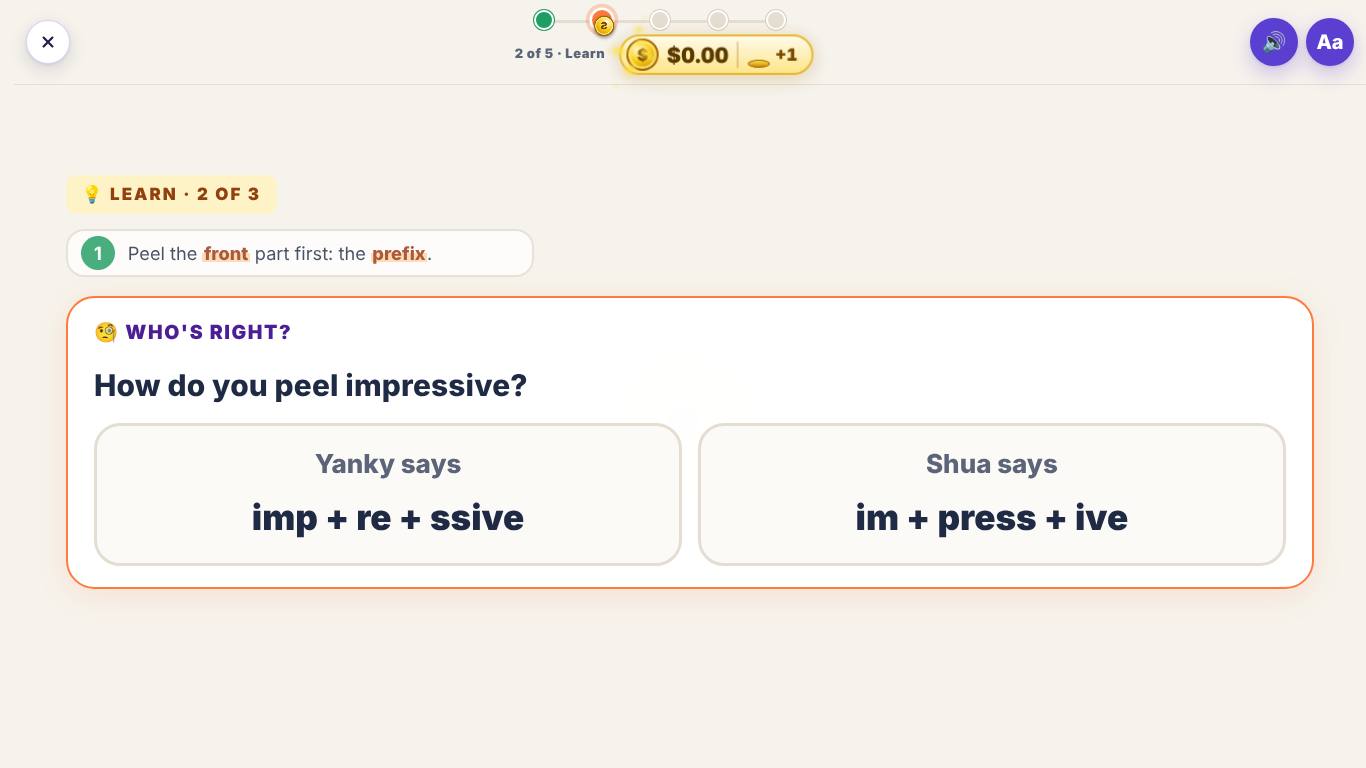 2 of 5 · Learn
$0.00 +1
Aa
💡 LEARN · 2 OF 3
1 Peel the front part first: the prefix.
🧐 WHO'S RIGHT?
How do you peel impressive?
Yanky says
imp + re + ssive
Shua says
im + press + ive